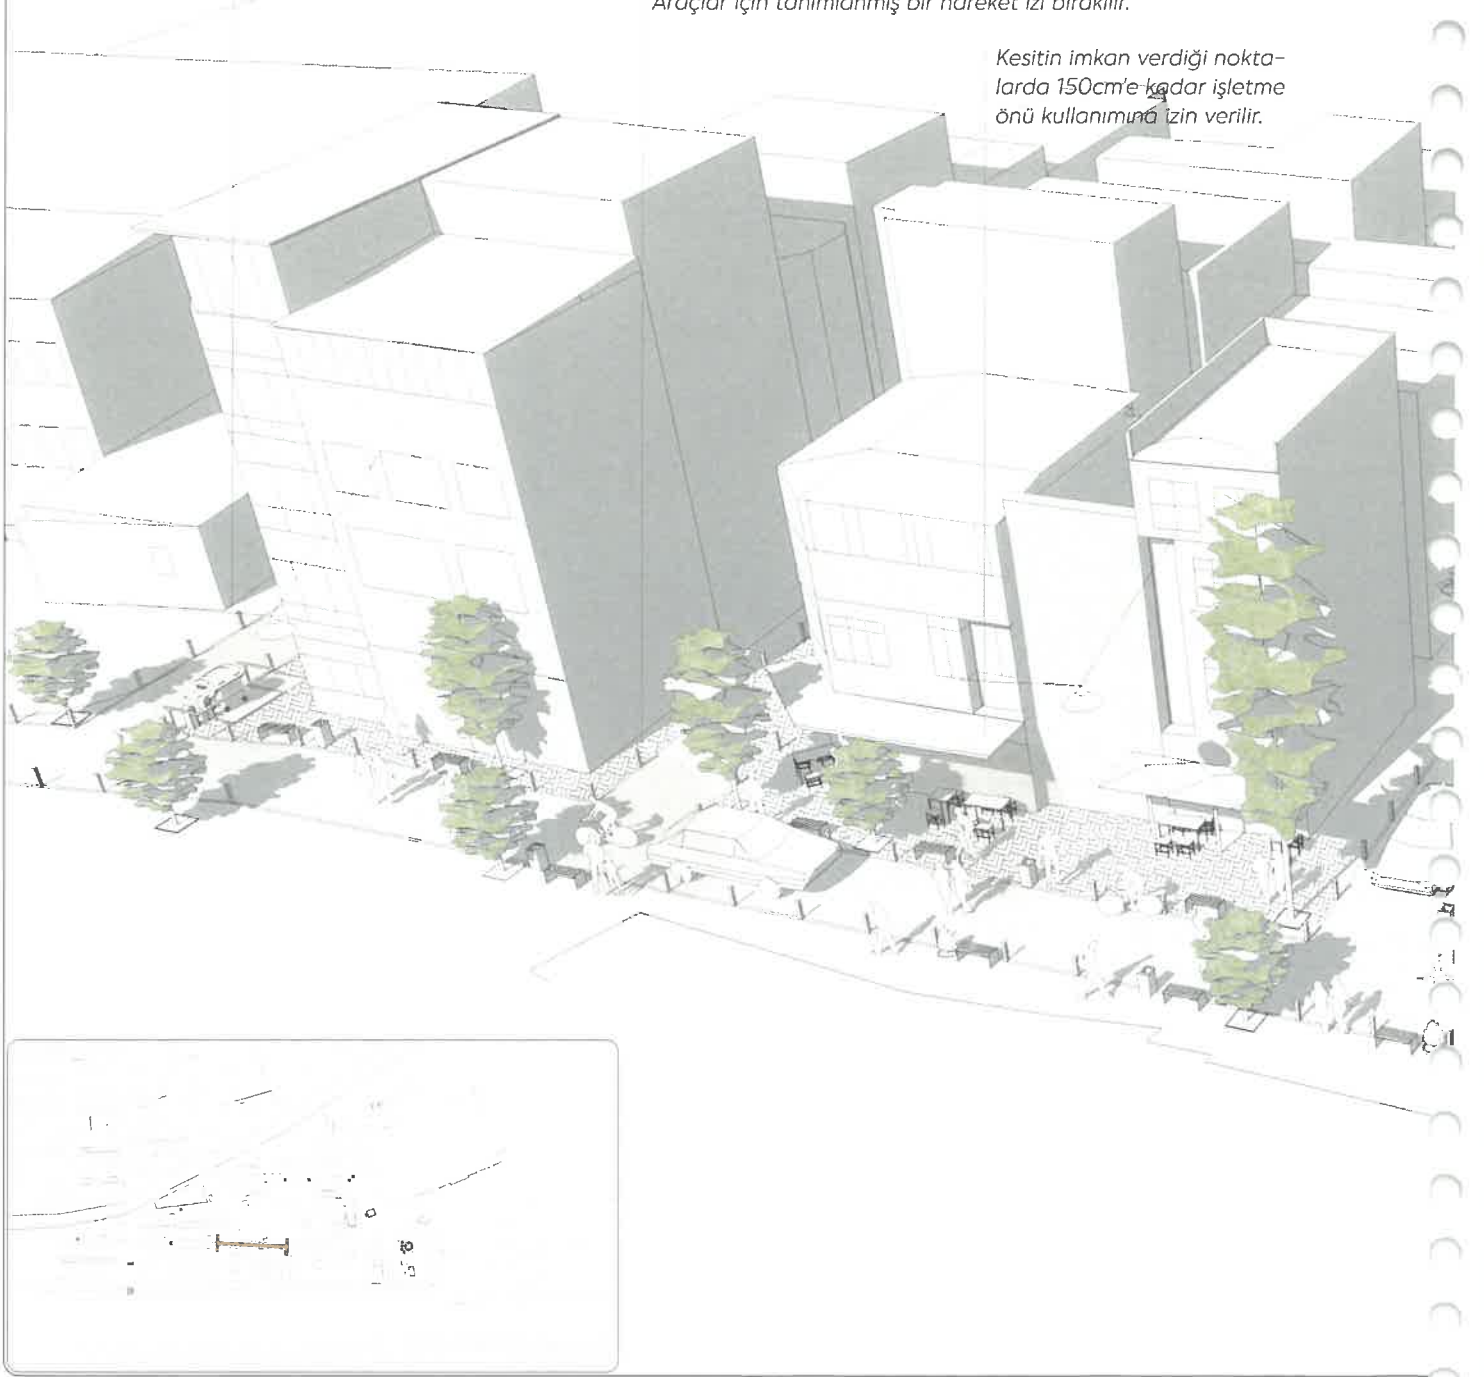 Araçlar için tanımlanmış bir hareket izi bırakılır.
Kesitin imkan verdiği nokta-
larda 150cm'e kadar işletme
önü kullanımına izin verilir.